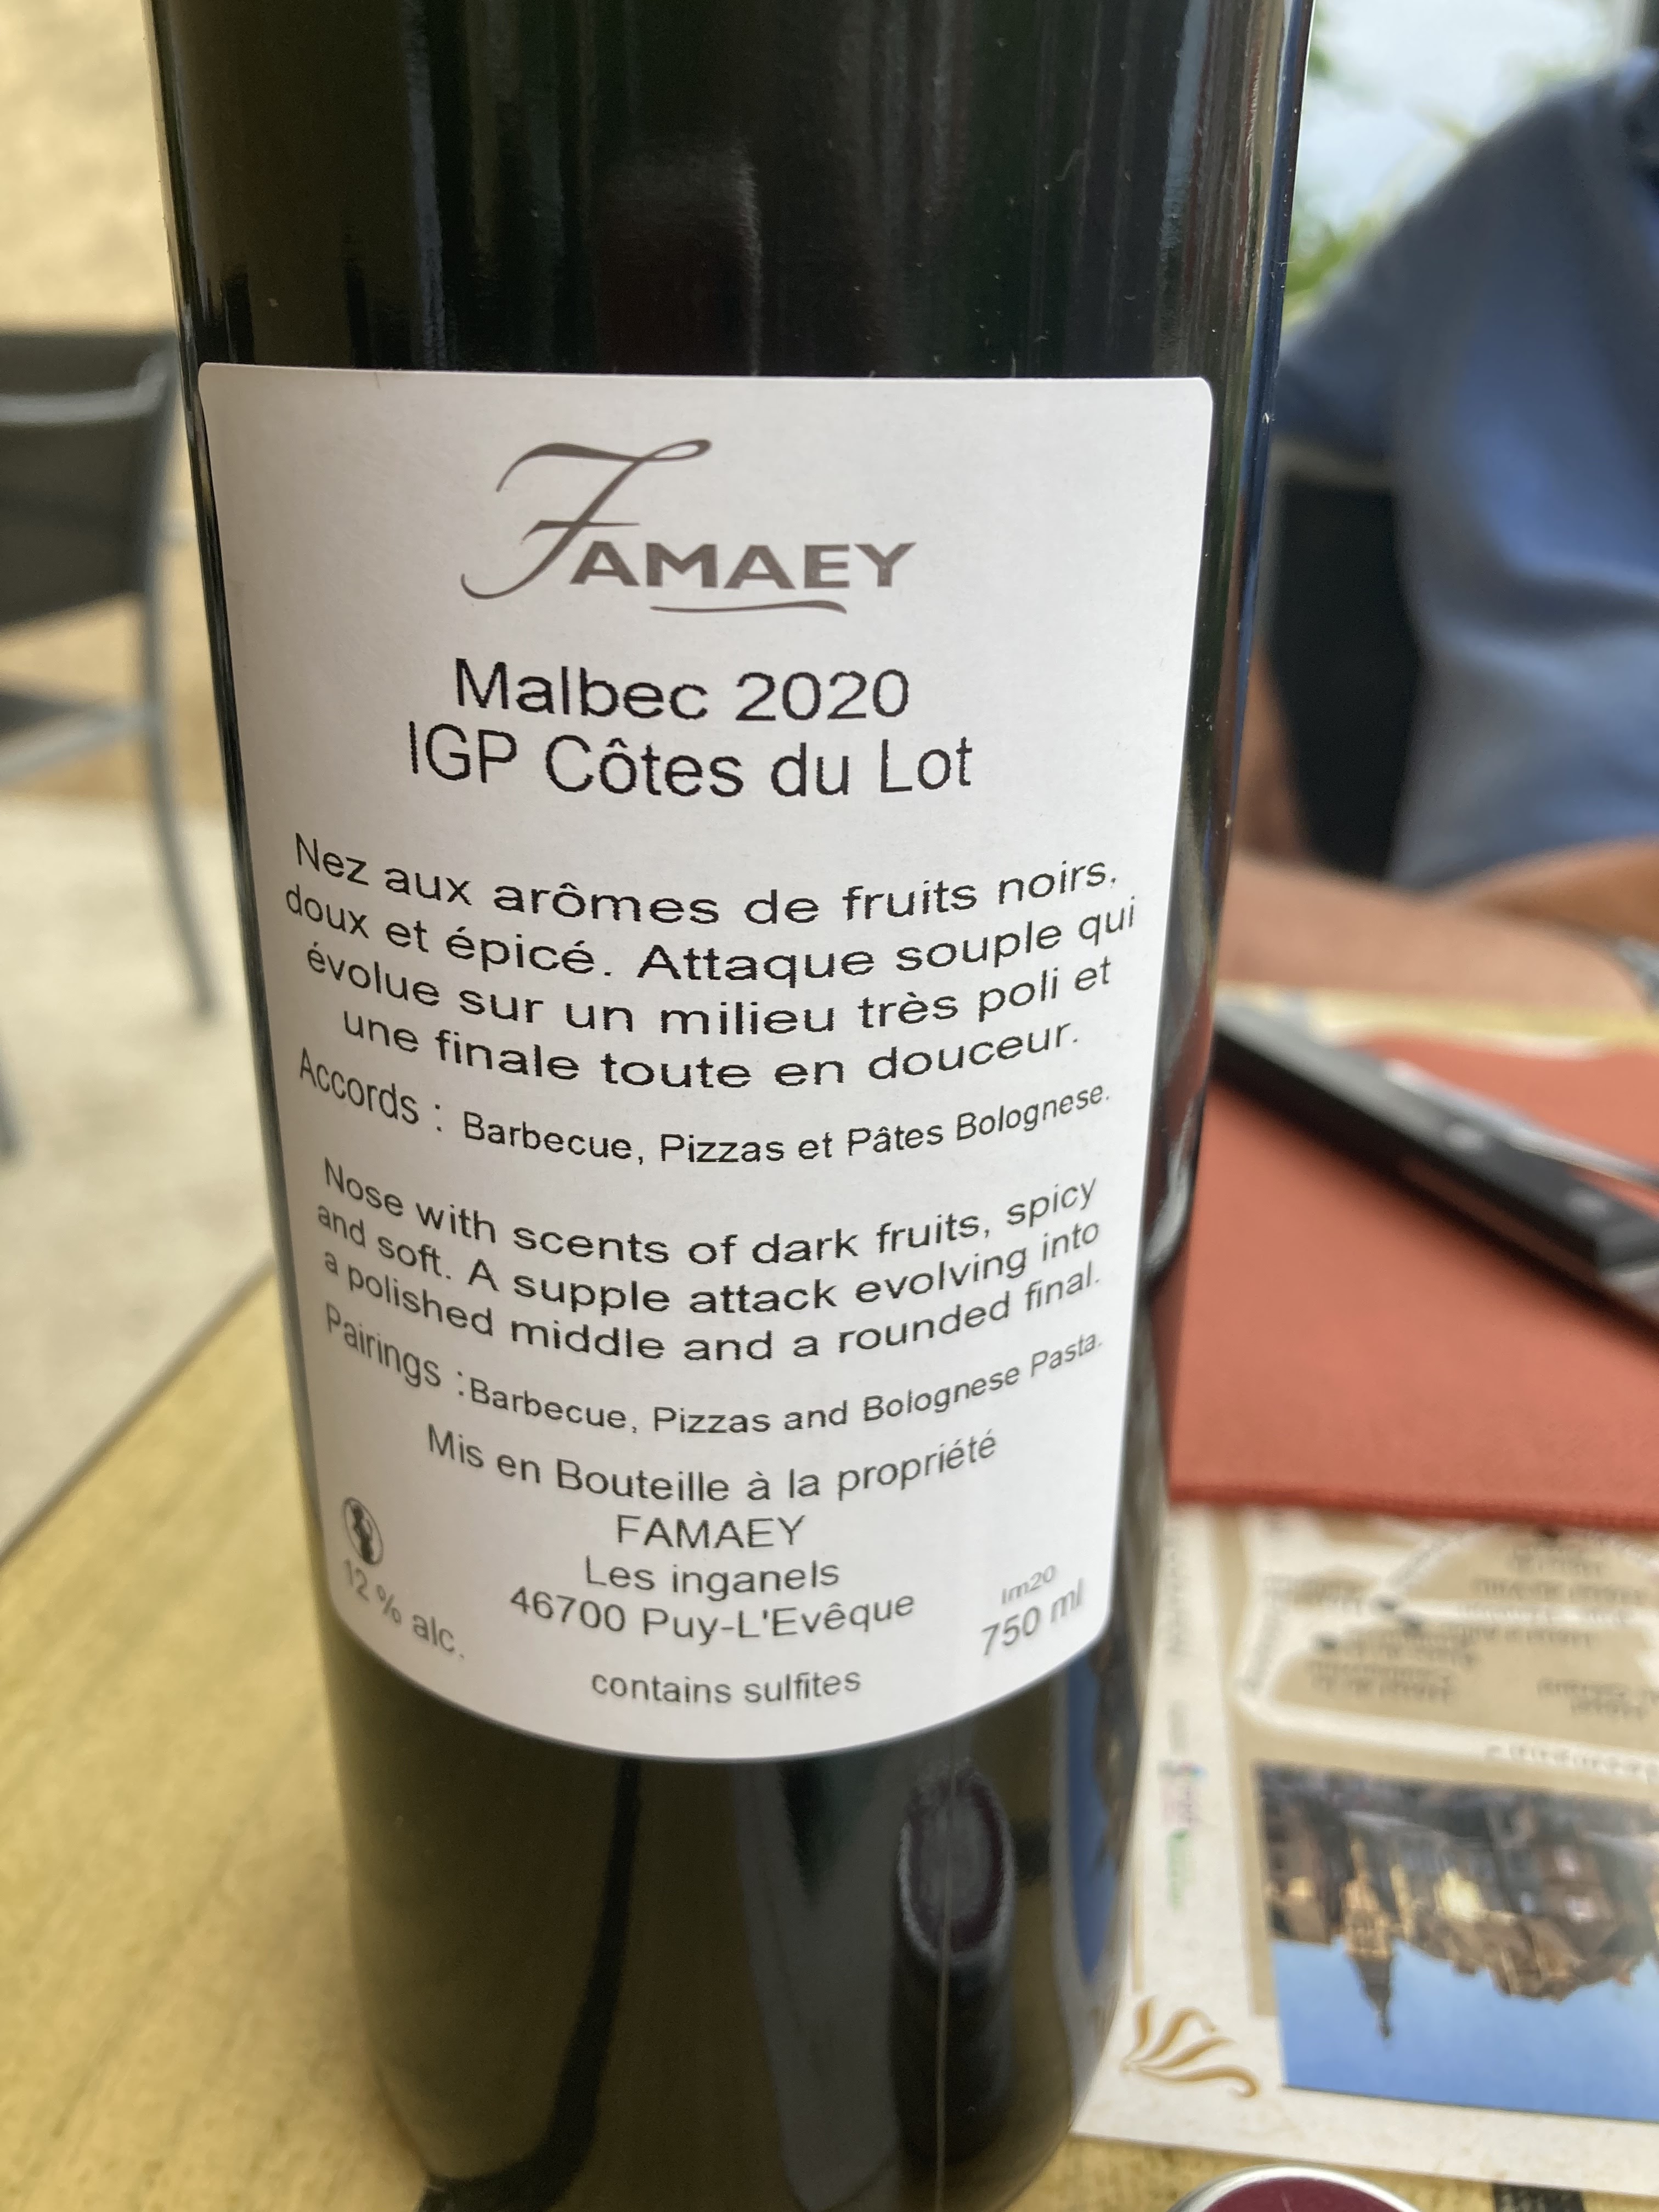 FAMAEY
Malbec 2020
IGP Côtes du Lot
Nez aux arômes de fruits noirs,
doux et épicé. Attaque souple qui
évolue sur un milieu très poli et
une finale toute en douceur.
Accords : Barbecue, Pizzas et Pâtes Bolognese.
Nose with scents of dark fruits, spicy
and soft. A supple attack evolving into
a polished middle and a rounded final.
Pairings :Barbecue, Pizzas and Bolognese Pasta.
Mis en Bouteille à la propriété
FAMAEY
Les inganels
46700 Puy-L'Evêque
12 % alc.
lm20
750 ml
contains sulfites